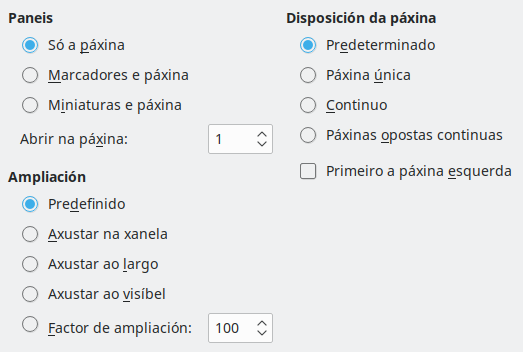 Paneis
Só a páxina
Marcadores e páxina
Miniaturas e páxina
Abrir na páxina: 1
Ampliación
Predefinido
Axustar na xanela
Axustar ao largo
Axustar ao visíbel
Factor de ampliación: 100
Disposición da páxina
Predeterminado
Páxina única
Continuo
Páxinas opostas continuas
Primeiro a páxina esquerda